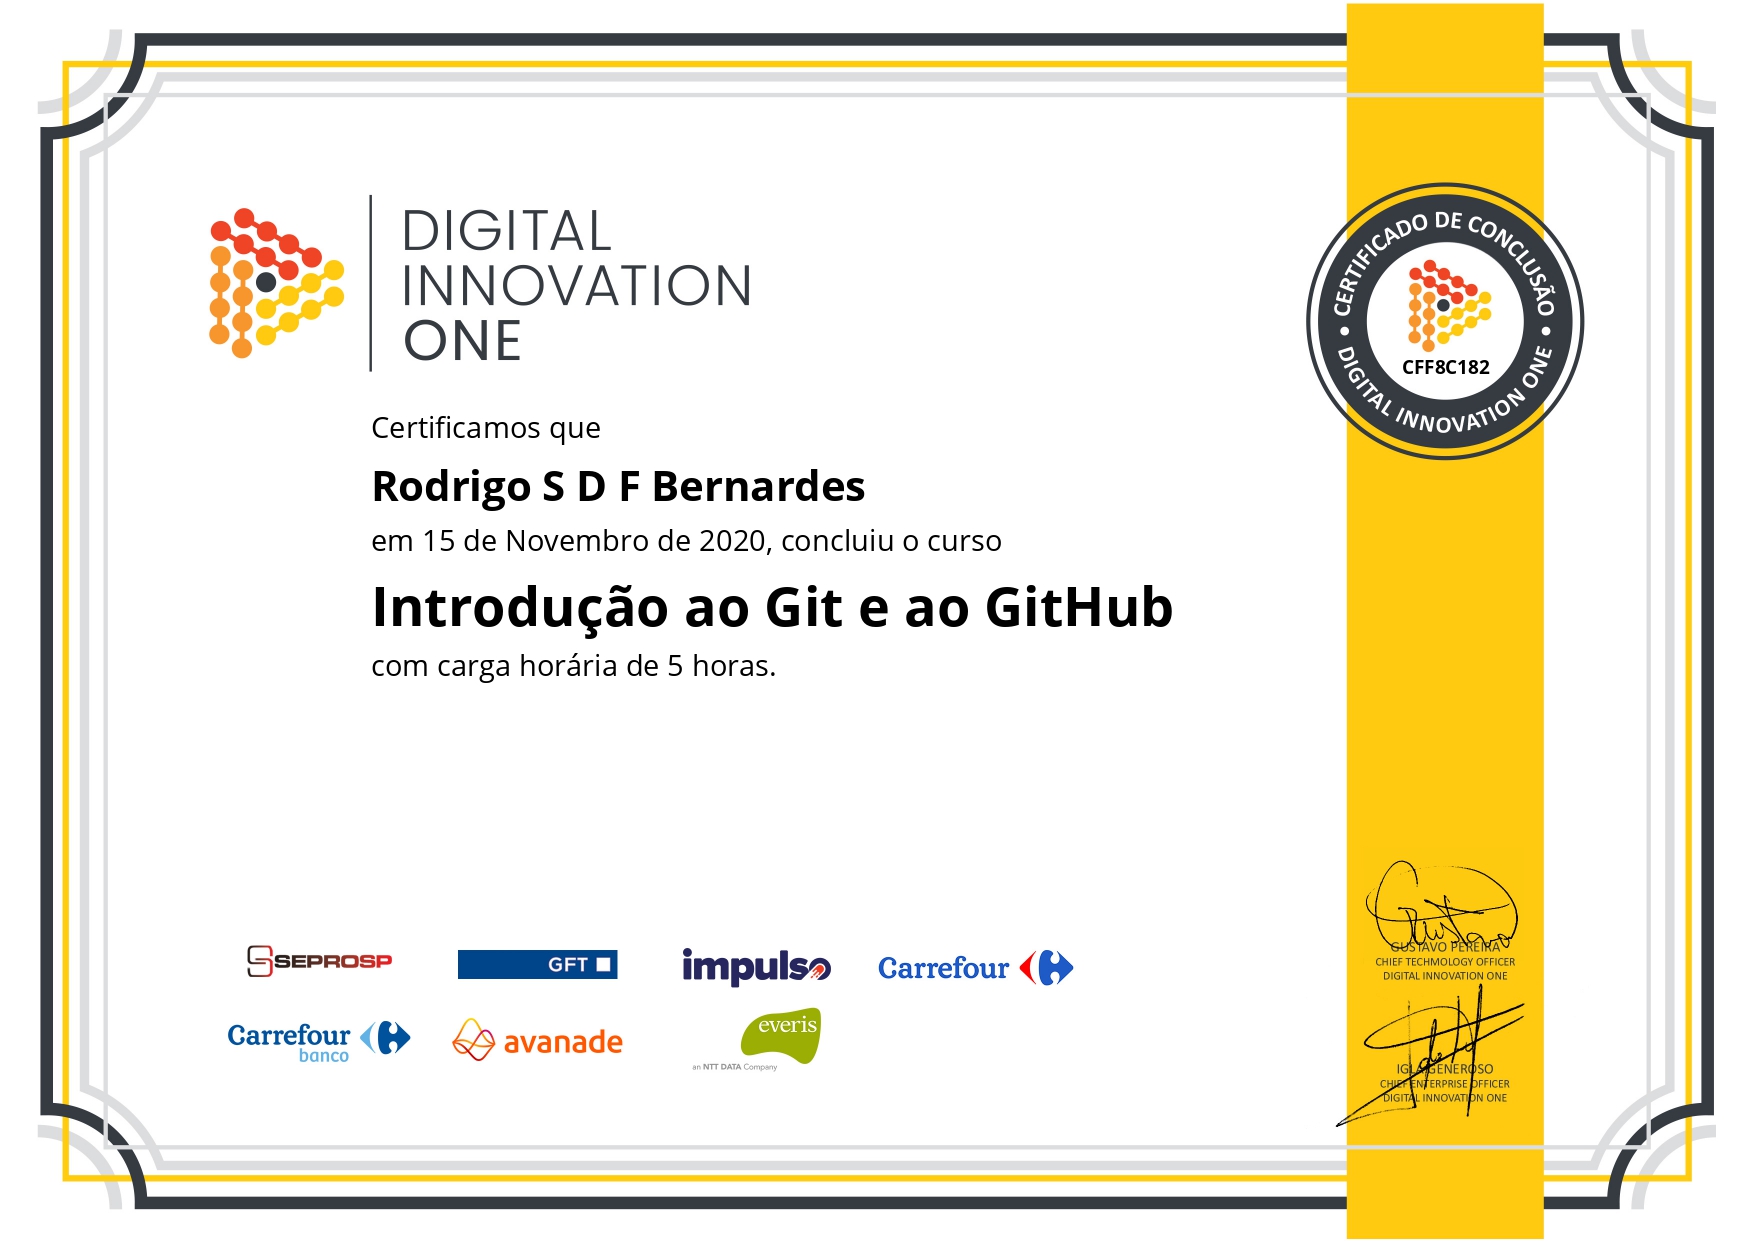 DIGITAL
INNOVATION
ONE
CERTIFICADO DE CONCLUSÃO
CFF8C182
DIGITAL INNOVATION ONE
Certificamos que
Rodrigo S D F Bernardes
em 15 de Novembro de 2020, concluiu o curso
Introdução ao Git e ao GitHub
com carga horária de 5 horas.
SEPROSP
GFT
impulso
Carrefour
Carrefour
banco
avanade
everis
an NTT DATA Company
Gustavo
GUSTAVO PEREIRA
CHIEF TECHNOLOGY OFFICER
DIGITAL INNOVATION ONE
IGLA GENEROSO
CHIEF ENTERPRISE OFFICER
DIGITAL INNOVATION ONE